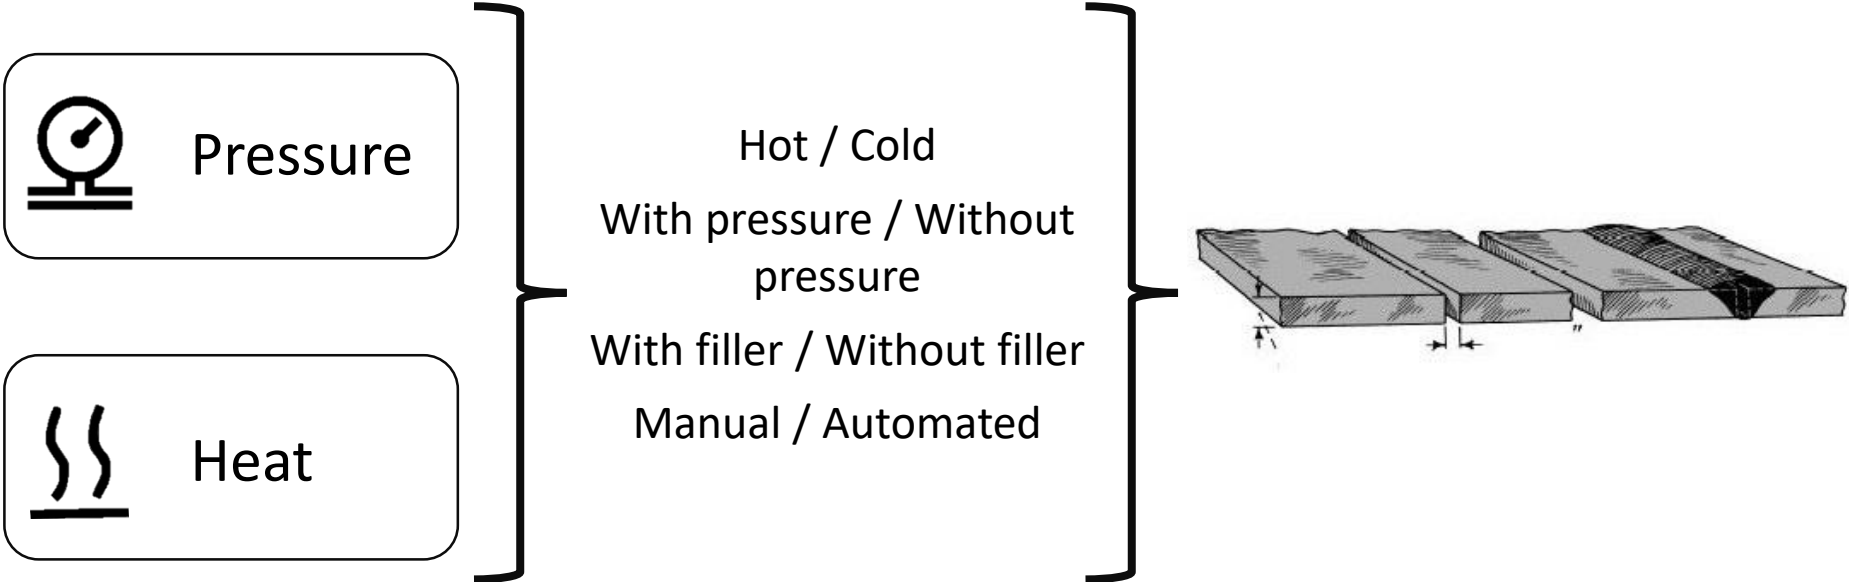 Pressure
Heat
Hot / Cold
With pressure / Without
pressure
With filler / Without filler
Manual / Automated
"